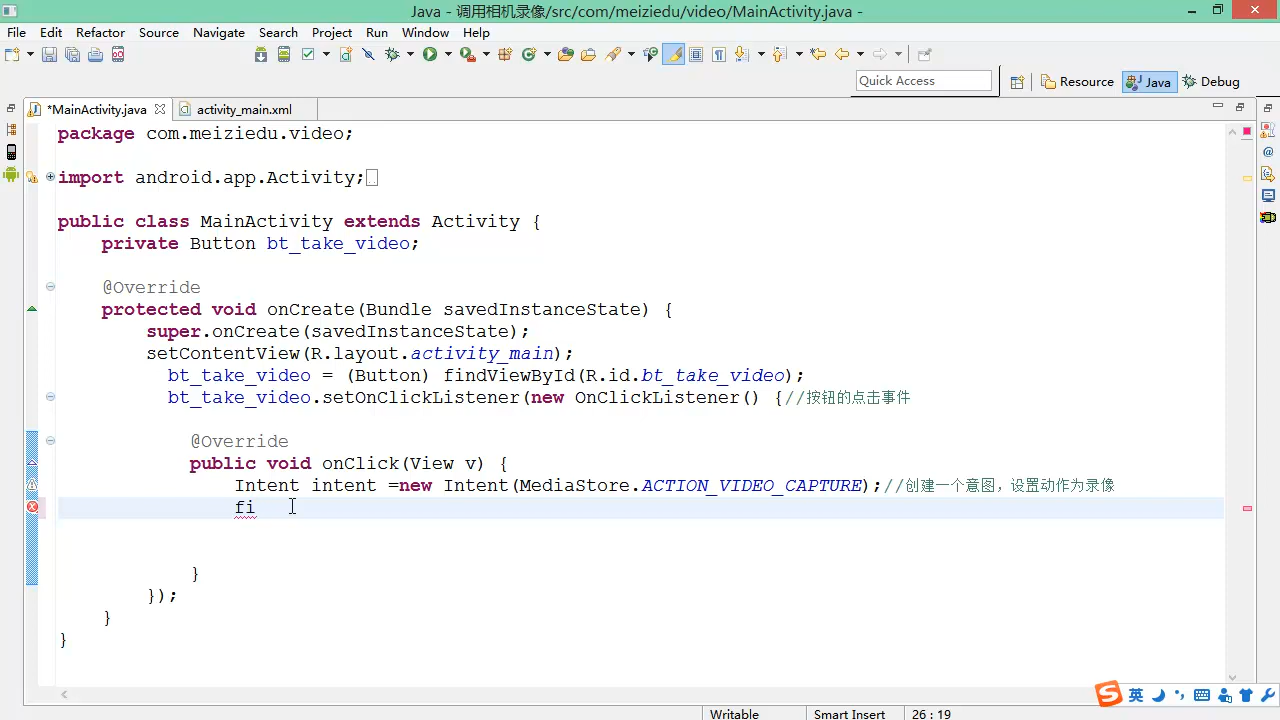 Java - 调用相机录像/src/com/meiziedu/video/MainActivity.java -
File Edit Refactor Source Navigate Search Project Run Window Help
Quick Access
Resource Java Debug
*MainActivity.java activity_main.xml
package com.meiziedu.video;
import android.app.Activity;
public class MainActivity extends Activity {
private Button bt_take_video;
@Override
protected void onCreate(Bundle savedInstanceState) {
super.onCreate(savedInstanceState);
setContentView(R.layout.activity_main);
bt_take_video = (Button) findViewById(R.id.bt_take_video);
bt_take_video.setOnClickListener(new OnClickListener() {//按钮的点击事件
@Override
public void onClick(View v) {
Intent intent =new Intent(MediaStore.ACTION_VIDEO_CAPTURE);//创建一个意图，设置动作为录像
fi
}
});
}
}
英
Writable Smart Insert 26 : 19